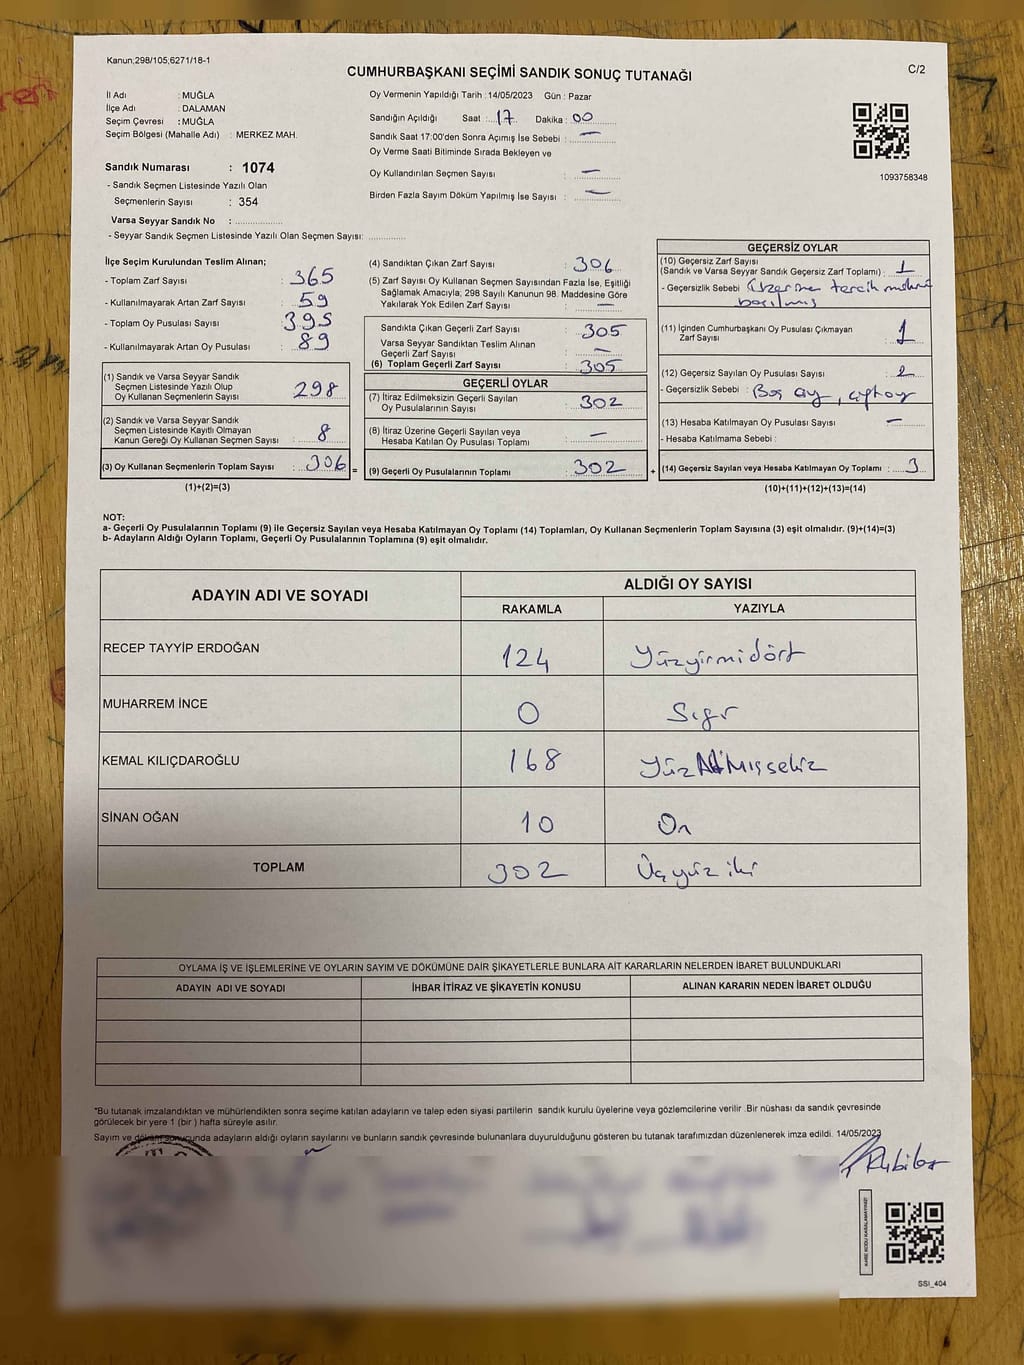 Kanun;298/105;6271/18-1
C/2
CUMHURBAŞKANI SEÇİMİ SANDIK SONUÇ TUTANAĞI
İl Adı : MUĞLA
İlçe Adı : DALAMAN
Seçim Çevresi : MUĞLA
Seçim Bölgesi (Mahalle Adı) : MERKEZ MAH.
Sandık Numarası : 1074
- Sandık Seçmen Listesinde Yazılı Olan
Seçmenlerin Sayısı : 354
Varsa Seyyar Sandık No : ...............
- Seyyar Sandık Seçmen Listesinde Yazılı Olan Seçmen Sayısı: ............
Oy Vermenin Yapıldığı Tarih :14/05/2023 Gün : Pazar
Sandığın Açıldığı Saat : 17 Dakika : 00
Sandık Saat 17:00'den Sonra Açımış İse Sebebi : —
Oy Verme Saati Bitiminde Sırada Bekleyen ve
Oy Kullandırılan Seçmen Sayısı : —
Birden Fazla Sayım Döküm Yapılmış İse Sayısı : —
1093758348
İlçe Seçim Kurulundan Teslim Alınan;
- Toplam Zarf Sayısı : 365
- Kullanılmayarak Artan Zarf Sayısı : 59
- Toplam Oy Pusulası Sayısı : 395
- Kullanılmayarak Artan Oy Pusulası : 89
(1) Sandık ve Varsa Seyyar Sandık
Seçmen Listesinde Yazılı Olup
Oy Kullanan Seçmenlerin Sayısı : 298
(2) Sandık ve Varsa Seyyar Sandık
Seçmen Listesinde Kayıtlı Olmayan
Kanun Gereği Oy Kullanan Seçmen Sayısı : 8
(3) Oy Kullanan Seçmenlerin Toplam Sayısı : 306 =
(1)+(2)=(3)
(4) Sandıktan Çıkan Zarf Sayısı : 306
(5) Zarf Sayısı Oy Kullanan Seçmen Sayısından Fazla İse, Eşitliği
Sağlamak Amacıyla; 298 Sayılı Kanunun 98. Maddesine Göre
Yakılarak Yok Edilen Zarf Sayısı : —
Sandıkta Çıkan Geçerli Zarf Sayısı : 305
Varsa Seyyar Sandıktan Teslim Alınan
Geçerli Zarf Sayısı : —
(6) Toplam Geçerli Zarf Sayısı : 305
GEÇERLİ OYLAR
(7) İtiraz Edilmeksizin Geçerli Sayılan
Oy Pusulalarının Sayısı : 302
(8) İtiraz Üzerine Geçerli Sayılan veya
Hesaba Katılan Oy Pusulası Toplamı : —
(9) Geçerli Oy Pusulalarının Toplamı : 302 +
GEÇERSİZ OYLAR
(10) Geçersiz Zarf Sayısı
(Sandık ve Varsa Seyyar Sandık Geçersiz Zarf Toplamı) : 1
- Geçersizlik Sebebi : Üzerine tercih mührü
basılmış
(11) İçinden Cumhurbaşkanı Oy Pusulası Çıkmayan
Zarf Sayısı : 1
(12) Geçersiz Sayılan Oy Pusulası Sayısı :
- Geçersizlik Sebebi : Boş oy, çift oy
(13) Hesaba Katılmayan Oy Pusulası Sayısı : —
- Hesaba Katılmama Sebebi :
(14) Geçersiz Sayılan veya Hesaba Katılmayan Oy Toplamı : 3
(10)+(11)+(12)+(13)=(14)
NOT:
a- Geçerli Oy Pusulalarının Toplamı (9) ile Geçersiz Sayılan veya Hesaba Katılmayan Oy Toplamı (14) Toplamları, Oy Kullanan Seçmenlerin Toplam Sayısına (3) eşit olmalıdır. (9)+(14)=(3)
b- Adayların Aldığı Oyların Toplamı, Geçerli Oy Pusulalarının Toplamına (9) eşit olmalıdır.
ADAYIN ADI VE SOYADI
ALDIĞI OY SAYISI
RAKAMLA YAZIYLA
RECEP TAYYİP ERDOĞAN 124 Yüzyirmidört
MUHARREM İNCE 0 Sıfır
KEMAL KILIÇDAROĞLU 168 YüzAltMışsekiz
SİNAN OĞAN 10 On
TOPLAM 302 Üçyüziki
OYLAMA İŞ VE İŞLEMLERİNE VE OYLARIN SAYIM VE DÖKÜMÜNE DAİR ŞİKAYETLERLE BUNLARA AİT KARARLARIN NELERDEN İBARET BULUNDUKLARI
ADAYIN ADI VE SOYADI İHBAR İTİRAZ VE ŞİKAYETİN KONUSU ALINAN KARARIN NEDEN İBARET OLDUĞU
*Bu tutanak imzalandıktan ve mühürlendikten sonra seçime katılan adayların ve talep eden siyasi partilerin sandık kurulu üyelerine veya gözlemcilerine verilir .Bir nüshası da sandık çevresinde
görülecek bir yere 1 (bir ) hafta süreyle asılır.
Sayım ve döküm sonucunda adayların aldığı oyların sayılarını ve bunların sandık çevresinde bulunanlara duyurulduğunu gösteren bu tutanak tarafımızdan düzenlenerek imza edildi. 14/05/2023
KARE KODU KARALAMAYINIZ!
SSI_404